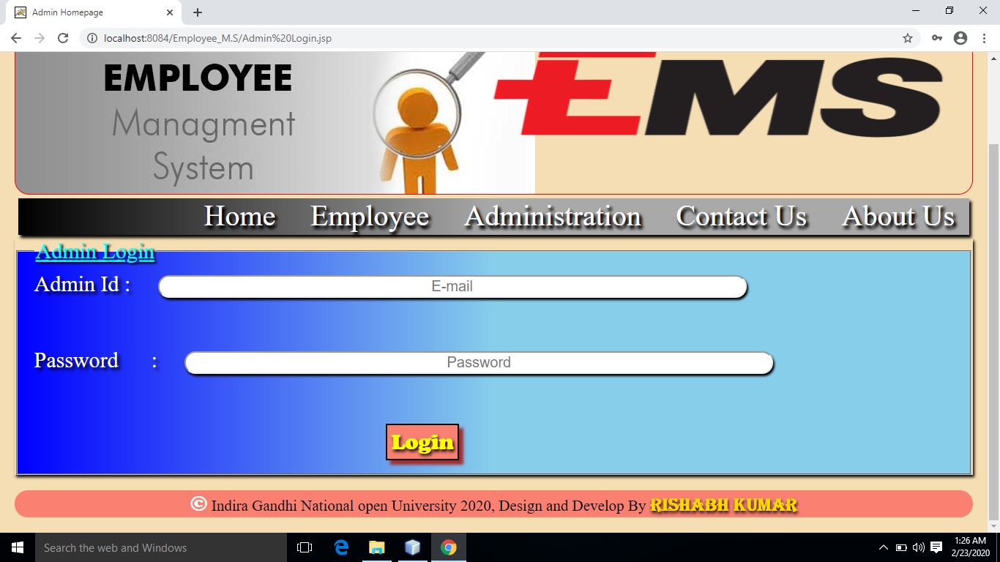 Admin Homepage
localhost:8084/Employee_M.S/Admin%20Login.jsp
EMPLOYEE
Managment
System
EMS
Home Employee Administration Contact Us About Us
Admin Login
Admin Id : E-mail
Password : Password
Login
© Indira Gandhi National open University 2020, Design and Develop By RISHABH KUMAR
Search the web and Windows
1:26 AM
2/23/2020